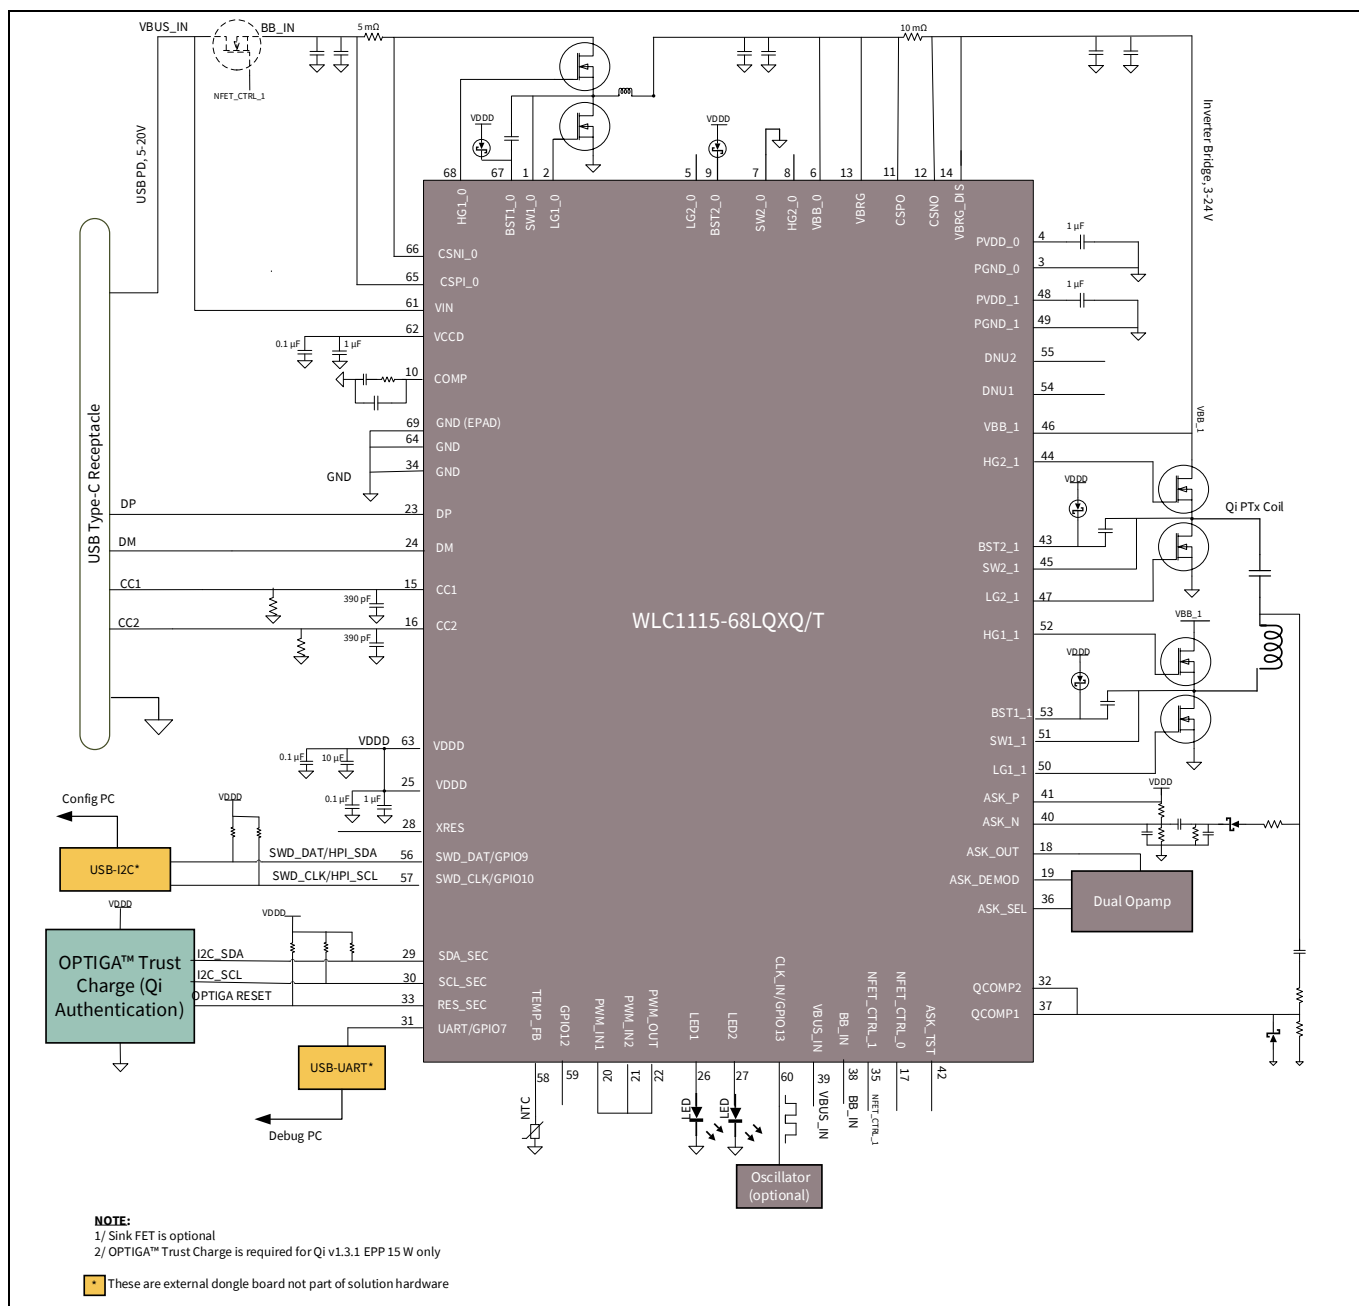 VBUS_IN
BB_IN
5 mΩ
10 mΩ
NFET_CTRL_1
USB PD, 5-20V
VDDD
VDDD
Inverter Bridge, 3-24 V
68
67
1
2
5
9
7
8
6
13
11
12
14
HG1_0
BST1_0
SW1_0
LG1_0
LG2_0
BST2_0
SW2_0
HG2_0
VBB_0
VBRG
CSPO
CSNO
VBRG_DIS
66
CSNI_0
65
CSPI_0
61
VIN
62
VCCD
0.1 µF
1 µF
10
COMP
69
GND (EPAD)
64
GND
34
GND
GND
USB Type-C Receptacle
DP
23
DP
DM
24
DM
CC1
15
CC1
390 pF
CC2
16
CC2
390 pF
VDDD
63
VDDD
0.1 µF
10 µF
25
VDDD
0.1 µF
1 µF
28
XRES
Config PC
VDDD
USB-I2C*
SWD_DAT/HPI_SDA
56
SWD_DAT/GPIO9
SWD_CLK/HPI_SCL
57
SWD_CLK/GPIO10
VDDD
VDDD
OPTIGA™ Trust
Charge (Qi
Authentication)
I2C_SDA
29
SDA_SEC
I2C_SCL
30
SCL_SEC
OPTIGA RESET
33
RES_SEC
31
UART/GPIO7
USB-UART*
Debug PC
WLC1115-68LQXQ/T
PVDD_0
4
1 µF
PGND_0
3
PVDD_1
48
1 µF
PGND_1
49
DNU2
55
DNU1
54
VBB_1
46
VBB_1
HG2_1
44
VDDD
Qi PTx Coil
BST2_1
43
SW2_1
45
LG2_1
47
HG1_1
52
VBB_1
VDDD
BST1_1
53
SW1_1
51
LG1_1
50
VDDD
ASK_P
41
ASK_N
40
ASK_OUT
18
ASK_DEMOD
19
ASK_SEL
36
Dual Opamp
QCOMP2
32
QCOMP1
37
TEMP_FB
GPIO12
PWM_IN1
PWM_IN2
PWM_OUT
LED1
LED2
CLK_IN/GPIO13
VBUS_IN
BB_IN
NFET_CTRL_1
NFET_CTRL_0
ASK_TST
58
59
20
21
22
26
27
60
39
38
35
17
42
NTC
LED
LED
VBUS_IN
BB_IN
NFET_CTRL_1
Oscillator
(optional)
NOTE:
1/ Sink FET is optional
2/ OPTIGA™ Trust Charge is required for Qi v1.3.1 EPP 15 W only
* These are external dongle board not part of solution hardware